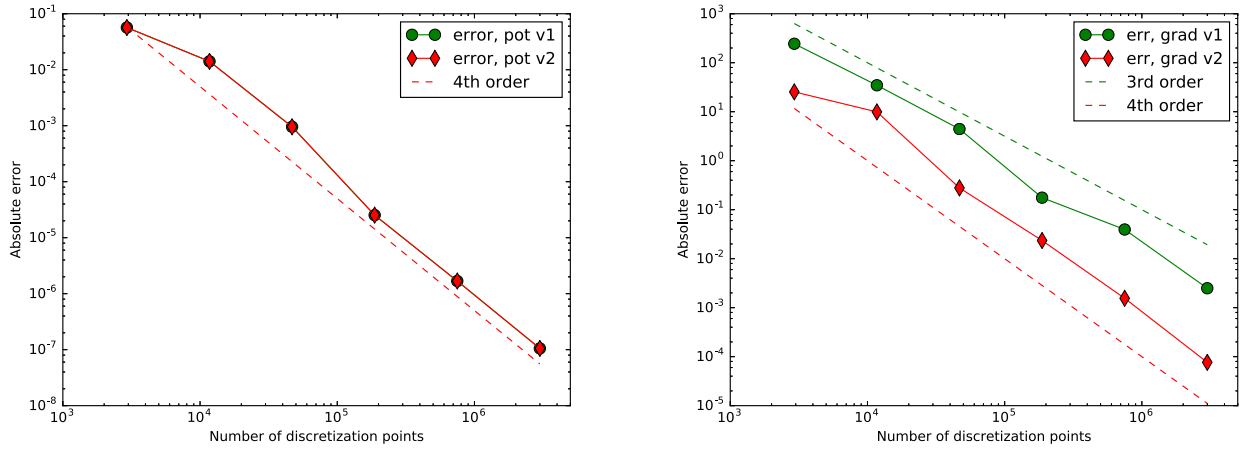 10^-1
10^-2
10^-3
10^-4
10^-5
10^-6
10^-7
10^-8
Absolute error
10^3
10^4
10^5
10^6
Number of discretization points
error, pot v1
error, pot v2
4th order
10^3
10^2
10^1
10^0
10^-1
10^-2
10^-3
10^-4
10^-5
Absolute error
10^3
10^4
10^5
10^6
Number of discretization points
err, grad v1
err, grad v2
3rd order
4th order